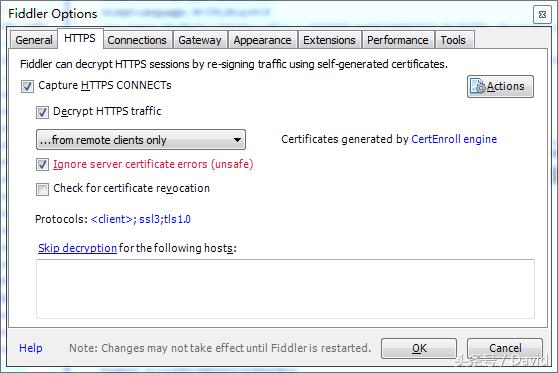 Fiddler Options
General HTTPS Connections Gateway Appearance Extensions Performance Tools
Fiddler can decrypt HTTPS sessions by re-signing traffic using self-generated certificates.
Capture HTTPS CONNECTs
Actions
Decrypt HTTPS traffic
...from remote clients only
Certificates generated by CertEnroll engine
Ignore server certificate errors (unsafe)
Check for certificate revocation
Protocols: <client>; ssl3;tls1.0
Skip decryption for the following hosts:
Help
Note: Changes may not take effect until Fiddler is restarted.
OK
Cancel
头条号 / David